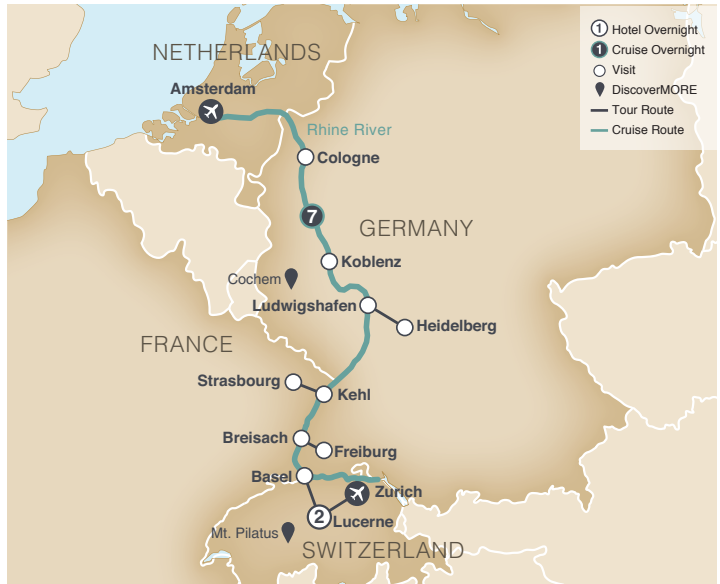 NETHERLANDS
Amsterdam
Rhine River
Cologne
7
GERMANY
Koblenz
Cochem
Ludwigshafen
Heidelberg
FRANCE
Strasbourg
Kehl
Breisach
Freiburg
Basel
Zurich
2
Lucerne
Mt. Pilatus
SWITZERLAND
1 Hotel Overnight
1 Cruise Overnight
Visit
DiscoverMORE
Tour Route
Cruise Route